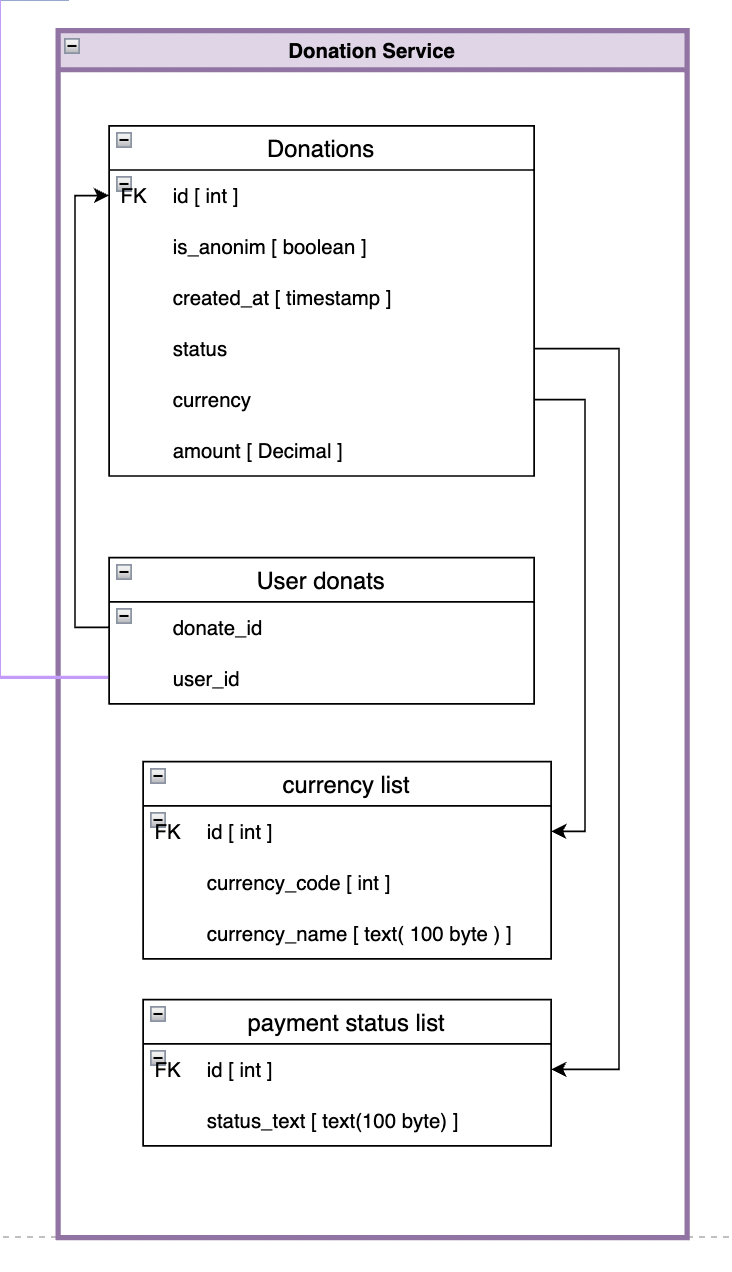 Donation Service
Donations
FK id [ int ]
is_anonim [ boolean ]
created_at [ timestamp ]
status
currency
amount [ Decimal ]
User donats
donate_id
user_id
currency list
FK id [ int ]
currency_code [ int ]
currency_name [ text( 100 byte ) ]
payment status list
FK id [ int ]
status_text [ text(100 byte) ]